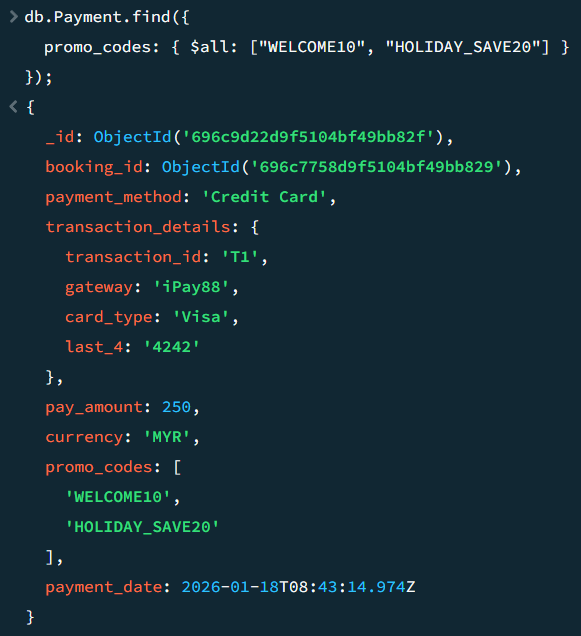 db.Payment.find({
promo_codes: { $all: ["WELCOME10", "HOLIDAY_SAVE20"] }
});
{
_id: ObjectId('696c9d22d9f5104bf49bb82f'),
booking_id: ObjectId('696c7758d9f5104bf49bb829'),
payment_method: 'Credit Card',
transaction_details: {
transaction_id: 'T1',
gateway: 'iPay88',
card_type: 'Visa',
last_4: '4242'
},
pay_amount: 250,
currency: 'MYR',
promo_codes: [
'WELCOME10',
'HOLIDAY_SAVE20'
],
payment_date: 2026-01-18T08:43:14.974Z
}